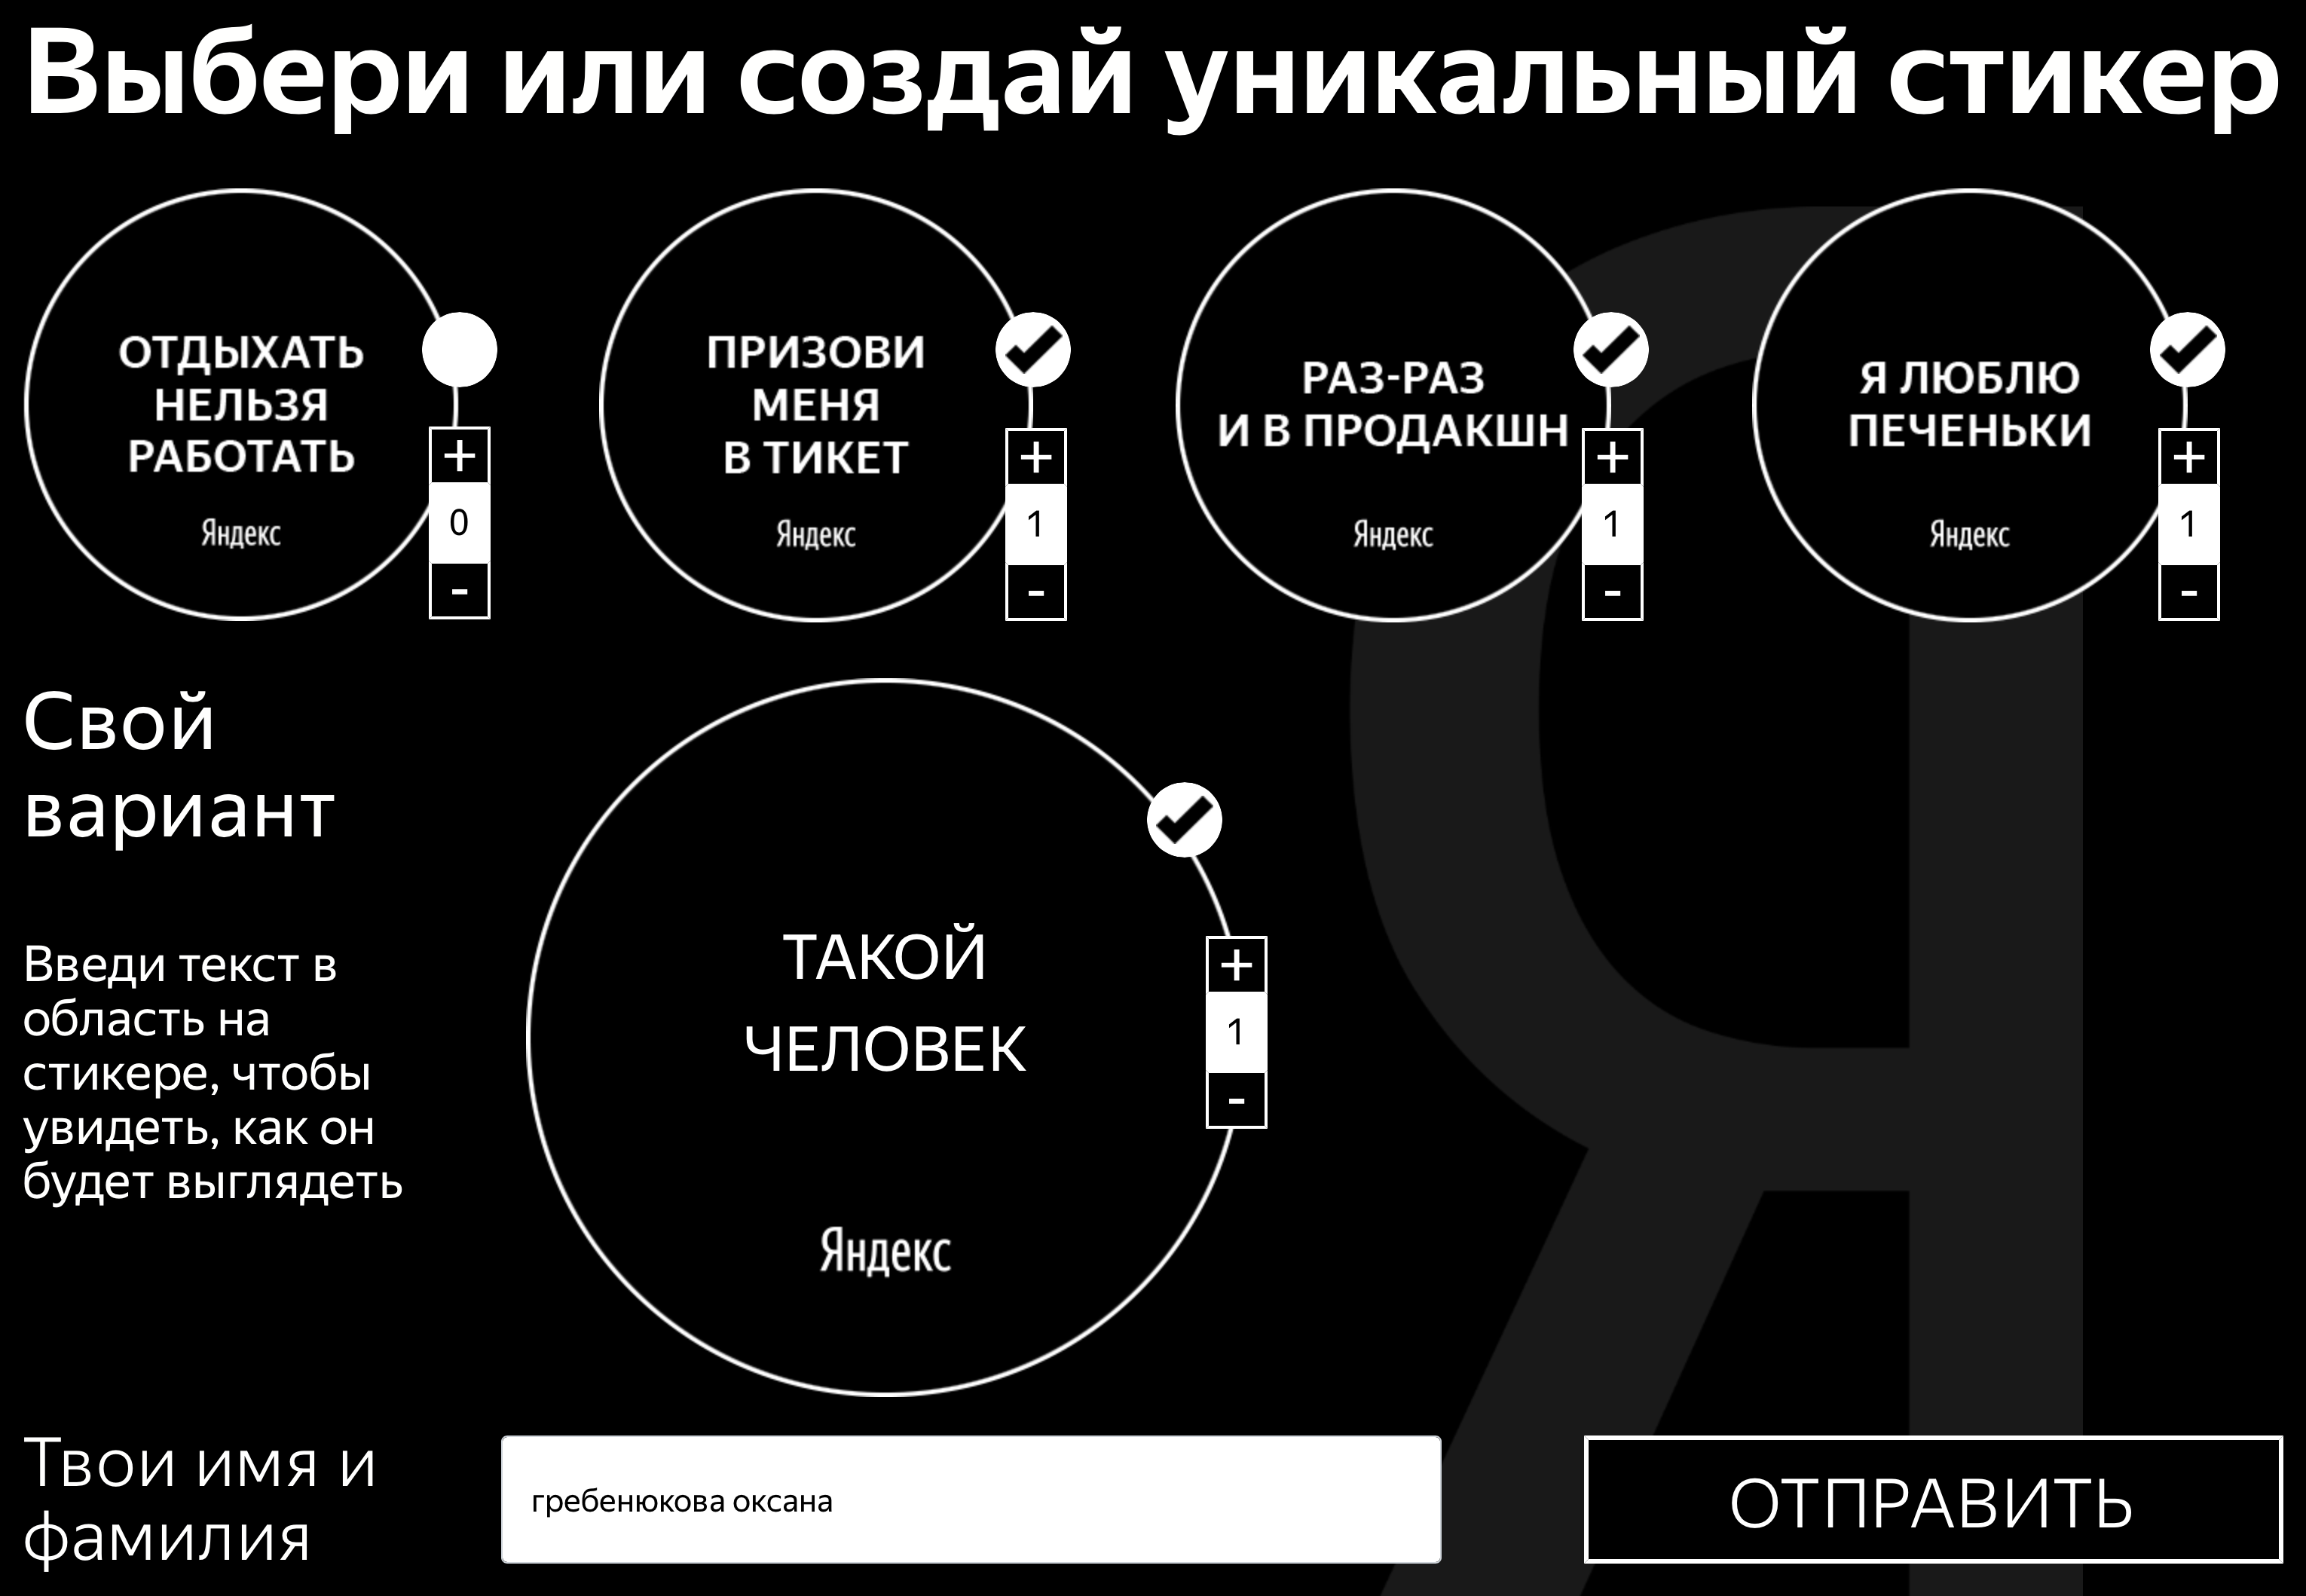 Выбери или создай уникальный стикер
ОТДЫХАТЬ
НЕЛЬЗЯ
РАБОТАТЬ
Яндекс
+
0
-
ПРИЗОВИ
МЕНЯ
В ТИКЕТ
Яндекс
+
1
-
РАЗ-РАЗ
И В ПРОДАКШН
Яндекс
+
1
-
Я ЛЮБЛЮ
ПЕЧЕНЬКИ
Яндекс
+
1
-
Свой
вариант
Введи текст в
область на
стикере, чтобы
увидеть, как он
будет выглядеть
ТАКОЙ
ЧЕЛОВЕК
Яндекс
+
1
-
Я
Твои имя и
фамилия
гребенюкова оксана
ОТПРАВИТЬ